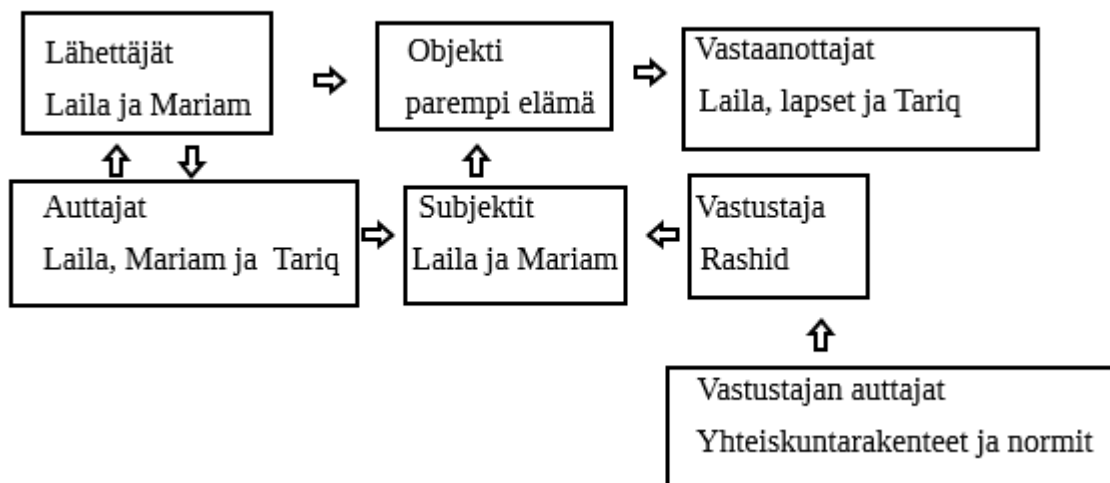 Lähettäjät
Laila ja Mariam
Objekti
parempi elämä
Vastaanottajat
Laila, lapset ja Tariq
Auttajat
Laila, Mariam ja Tariq
Subjektit
Laila ja Mariam
Vastustaja
Rashid
Vastustajan auttajat
Yhteiskuntarakenteet ja normit